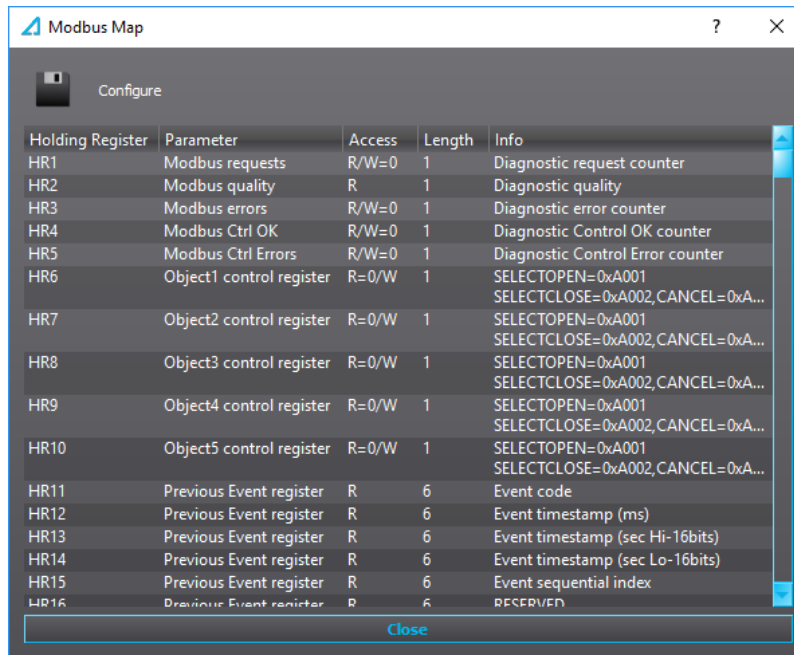 Modbus Map ? ×
Configure
Holding Register Parameter Access Length Info
HR1 Modbus requests R/W=0 1 Diagnostic request counter
HR2 Modbus quality R 1 Diagnostic quality
HR3 Modbus errors R/W=0 1 Diagnostic error counter
HR4 Modbus Ctrl OK R/W=0 1 Diagnostic Control OK counter
HR5 Modbus Ctrl Errors R/W=0 1 Diagnostic Control Error counter
HR6 Object1 control register R=0/W 1 SELECTOPEN=0xA001
SELECTCLOSE=0xA002,CANCEL=0xA...
HR7 Object2 control register R=0/W 1 SELECTOPEN=0xA001
SELECTCLOSE=0xA002,CANCEL=0xA...
HR8 Object3 control register R=0/W 1 SELECTOPEN=0xA001
SELECTCLOSE=0xA002,CANCEL=0xA...
HR9 Object4 control register R=0/W 1 SELECTOPEN=0xA001
SELECTCLOSE=0xA002,CANCEL=0xA...
HR10 Object5 control register R=0/W 1 SELECTOPEN=0xA001
SELECTCLOSE=0xA002,CANCEL=0xA...
HR11 Previous Event register R 6 Event code
HR12 Previous Event register R 6 Event timestamp (ms)
HR13 Previous Event register R 6 Event timestamp (sec Hi-16bits)
HR14 Previous Event register R 6 Event timestamp (sec Lo-16bits)
HR15 Previous Event register R 6 Event sequential index
HR16 Previous Event register R 6 RESERVED
Close